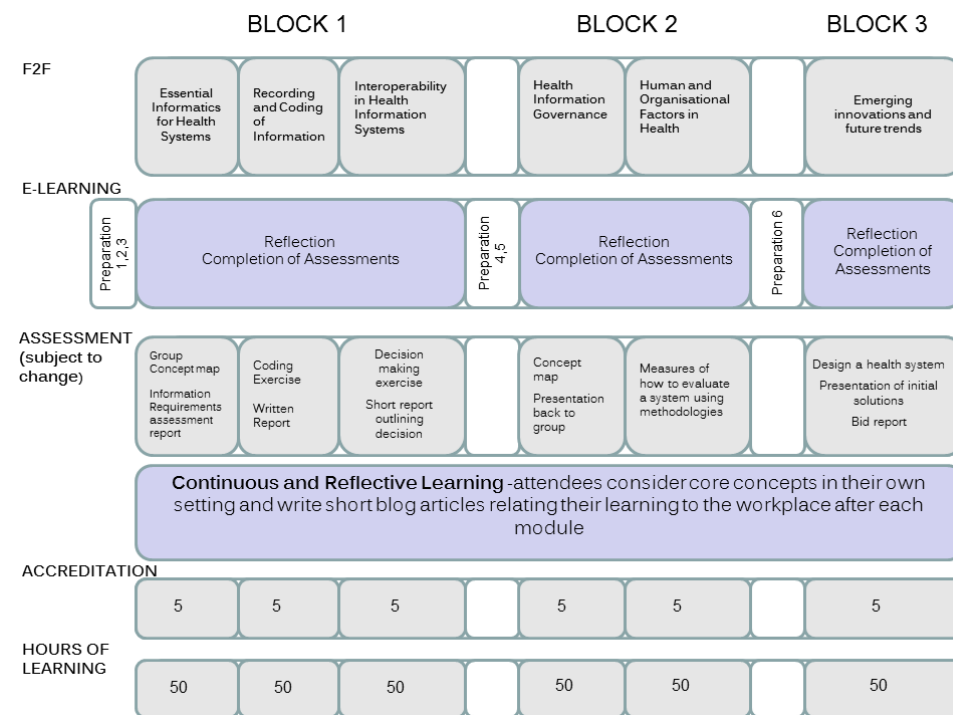 BLOCK 1
BLOCK 2
BLOCK 3
F2F
Essential
Informatics
for Health
Systems
Recording
and Coding
of
Information
Interoperability
in Health
Information
Systems
Health
Information
Governance
Human and
Organisational
Factors in
Health
Emerging
innovations and
future trends
E-LEARNING
Preparation
1,2,3
Reflection
Completion of Assessments
Preparation
4,5
Reflection
Completion of Assessments
Preparation 6
Reflection
Completion of
Assessments
ASSESSMENT
(subject to
change)
Group
Concept map
Information
Requirements
assessment
report
Coding
Exercise
Written
Report
Decision
making
exercise
Short report
outlining
decision
Concept
map
Presentation
back to
group
Measures of
how to evaluate
a system using
methodologies
Design a health system
Presentation of initial
solutions
Bid report
Continuous and Reflective Learning -attendees consider core concepts in their own
setting and write short blog articles relating their learning to the workplace after each
module
ACCREDITATION
5
5
5
5
5
5
HOURS OF
LEARNING
50
50
50
50
50
50